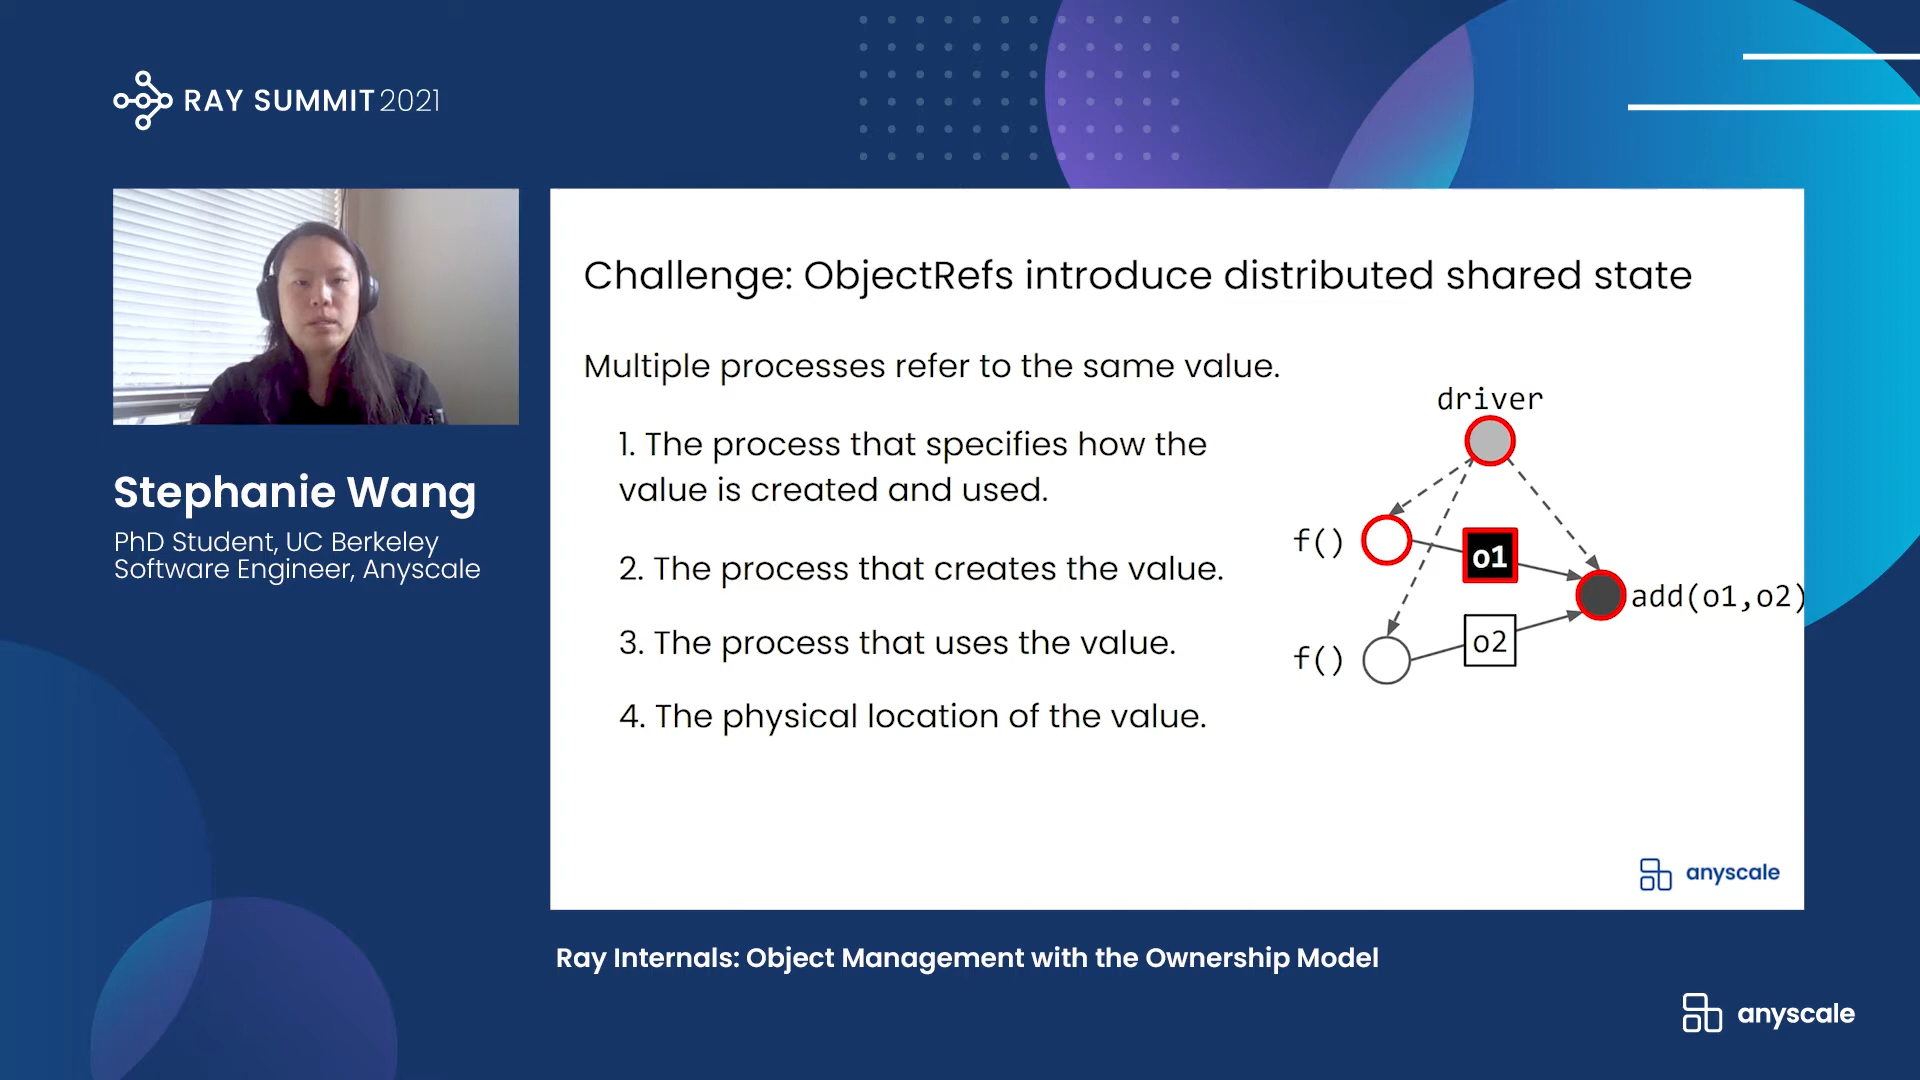 RAY SUMMIT 2021
Stephanie Wang
PhD Student, UC Berkeley
Software Engineer, Anyscale
Challenge: ObjectRefs introduce distributed shared state
Multiple processes refer to the same value.
1. The process that specifies how the
value is created and used.
2. The process that creates the value.
3. The process that uses the value.
4. The physical location of the value.
driver
f()
o1
add(o1,o2)
f()
o2
anyscale
Ray Internals: Object Management with the Ownership Model
anyscale